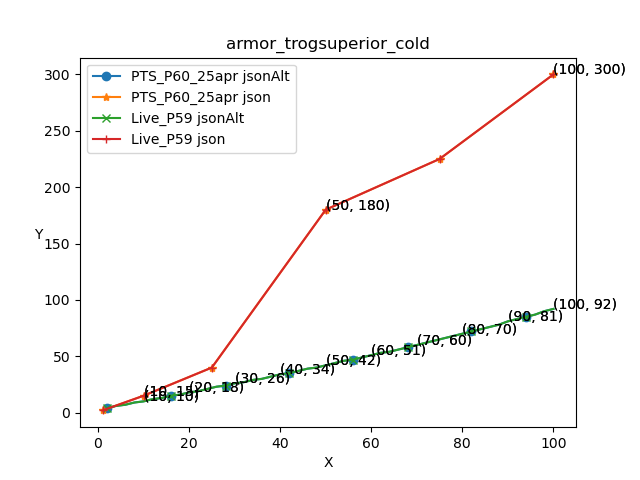 armor_trogsuperior_cold
PTS_P60_25apr jsonAlt
PTS_P60_25apr json
Live_P59 jsonAlt
Live_P59 json
(100, 300)
(50, 180)
(100, 92)
(90, 81)
(80, 70)
(70, 60)
(60, 51)
(50, 42)
(40, 34)
(30, 26)
(20, 18)
(10, 15)
(10, 10)
300
250
200
150
100
50
0
Y
0 20 40 60 80 100
X